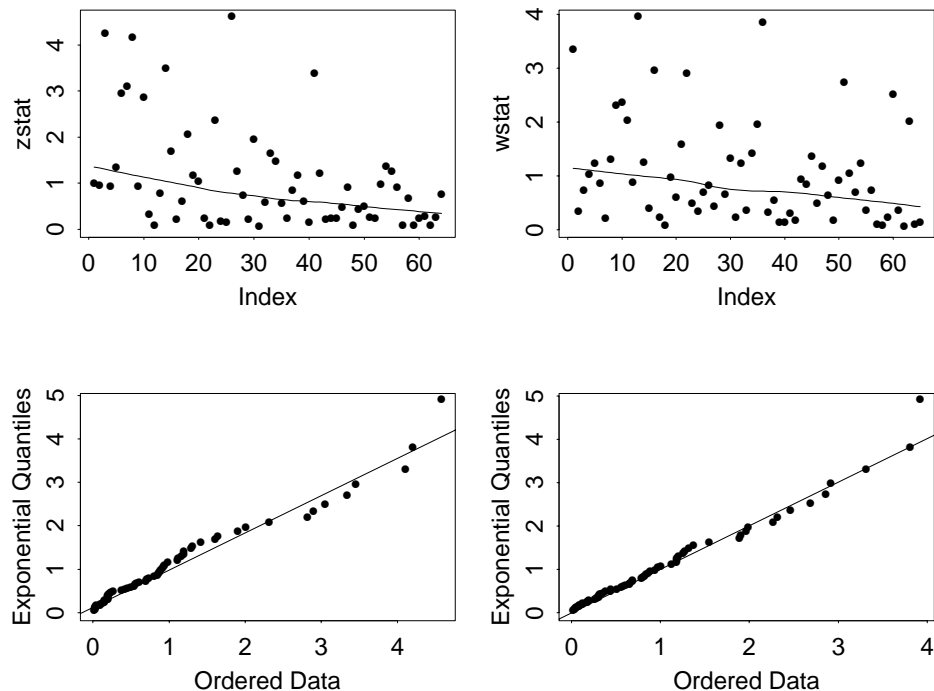 zstat
0 1 2 3 4
0 10 20 30 40 50 60
Index
wstat
0 1 2 3 4
0 10 20 30 40 50 60
Index
Exponential Quantiles
0 1 2 3 4 5
0 1 2 3 4
Ordered Data
Exponential Quantiles
0 1 2 3 4 5
0 1 2 3 4
Ordered Data